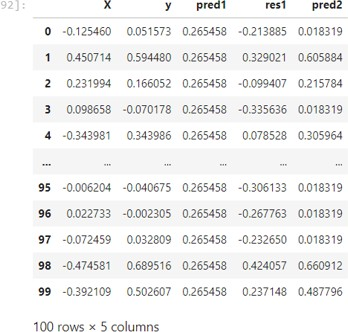 92]:
X y pred1 res1 pred2
0 -0.125460 0.051573 0.265458 -0.213885 0.018319
1 0.450714 0.594480 0.265458 0.329021 0.605884
2 0.231994 0.166052 0.265458 -0.099407 0.215784
3 0.098658 -0.070178 0.265458 -0.335636 0.018319
4 -0.343981 0.343986 0.265458 0.078528 0.305964
... ... ... ... ... ...
95 -0.006204 -0.040675 0.265458 -0.306133 0.018319
96 0.022733 -0.002305 0.265458 -0.267763 0.018319
97 -0.072459 0.032809 0.265458 -0.232650 0.018319
98 -0.474581 0.689516 0.265458 0.424057 0.660912
99 -0.392109 0.502607 0.265458 0.237148 0.487796
100 rows × 5 columns